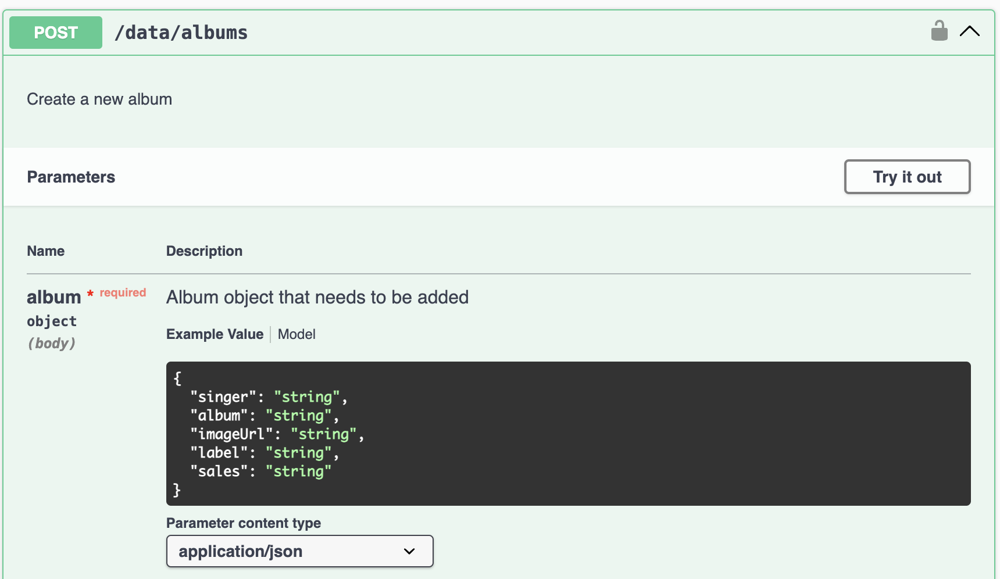 POST /data/albums
Create a new album
Parameters
Try it out
Name Description
album * required
object
(body)
Album object that needs to be added
Example Value Model
{
  "singer": "string",
  "album": "string",
  "imageUrl": "string",
  "label": "string",
  "sales": "string"
}
Parameter content type
application/json